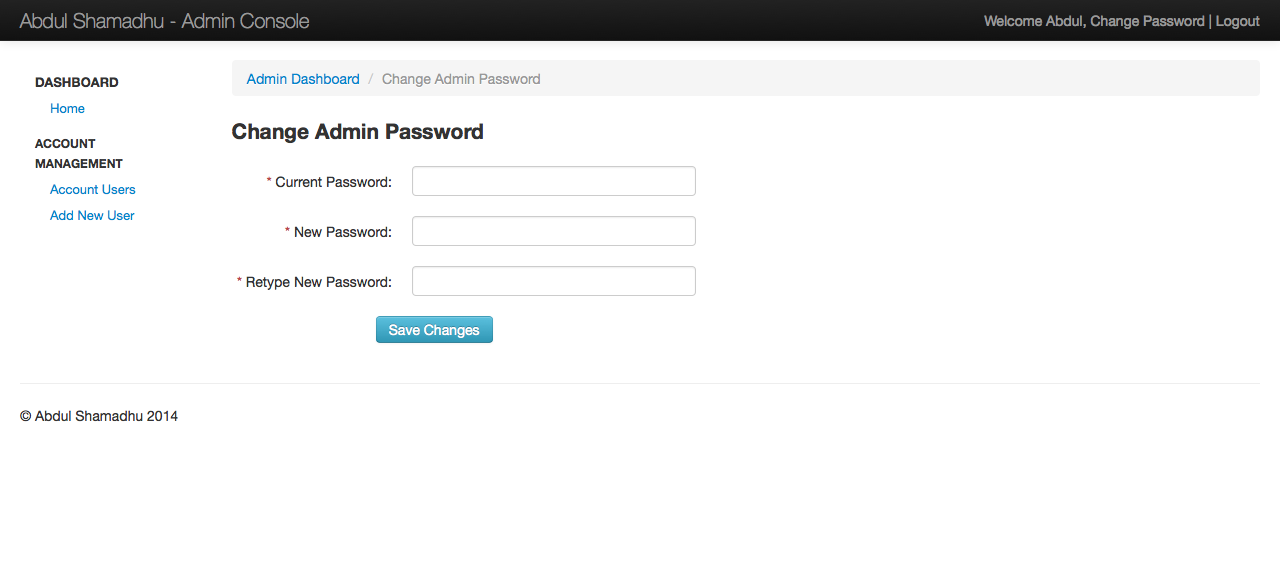 Abdul Shamadhu - Admin Console
Welcome Abdul, Change Password | Logout
DASHBOARD
Home
ACCOUNT
MANAGEMENT
Account Users
Add New User
Admin Dashboard / Change Admin Password
Change Admin Password
* Current Password:
* New Password:
* Retype New Password:
Save Changes
© Abdul Shamadhu 2014